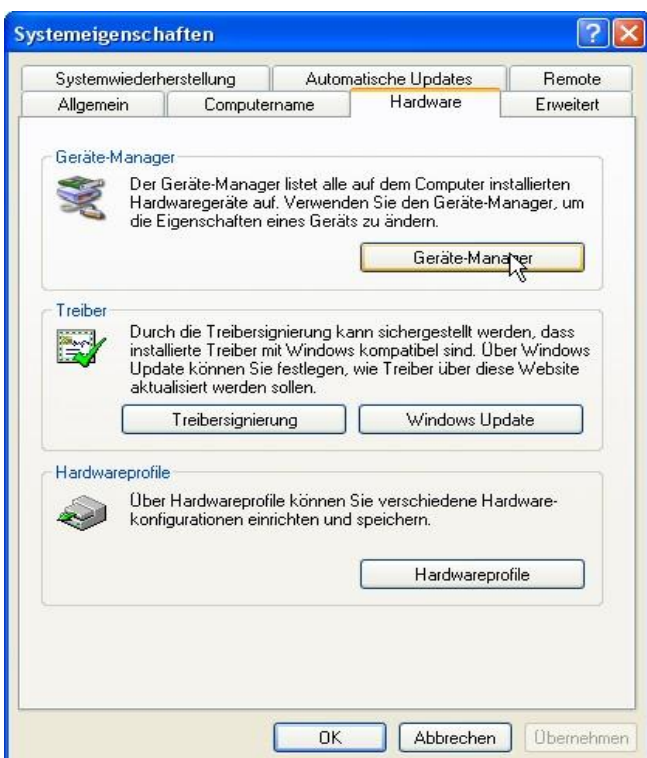 Systemeigenschaften
Systemwiederherstellung Automatische Updates Remote
Allgemein Computername Hardware Erweitert
Geräte-Manager
Der Geräte-Manager listet alle auf dem Computer installierten
Hardwaregeräte auf. Verwenden Sie den Geräte-Manager, um
die Eigenschaften eines Geräts zu ändern.
Geräte-Manager
Treiber
Durch die Treibersignierung kann sichergestellt werden, dass
installierte Treiber mit Windows kompatibel sind. Über Windows
Update können Sie festlegen, wie Treiber über diese Website
aktualisiert werden sollen.
Treibersignierung Windows Update
Hardwareprofile
Über Hardwareprofile können Sie verschiedene Hardware-
konfigurationen einrichten und speichern.
Hardwareprofile
OK Abbrechen Übernehmen